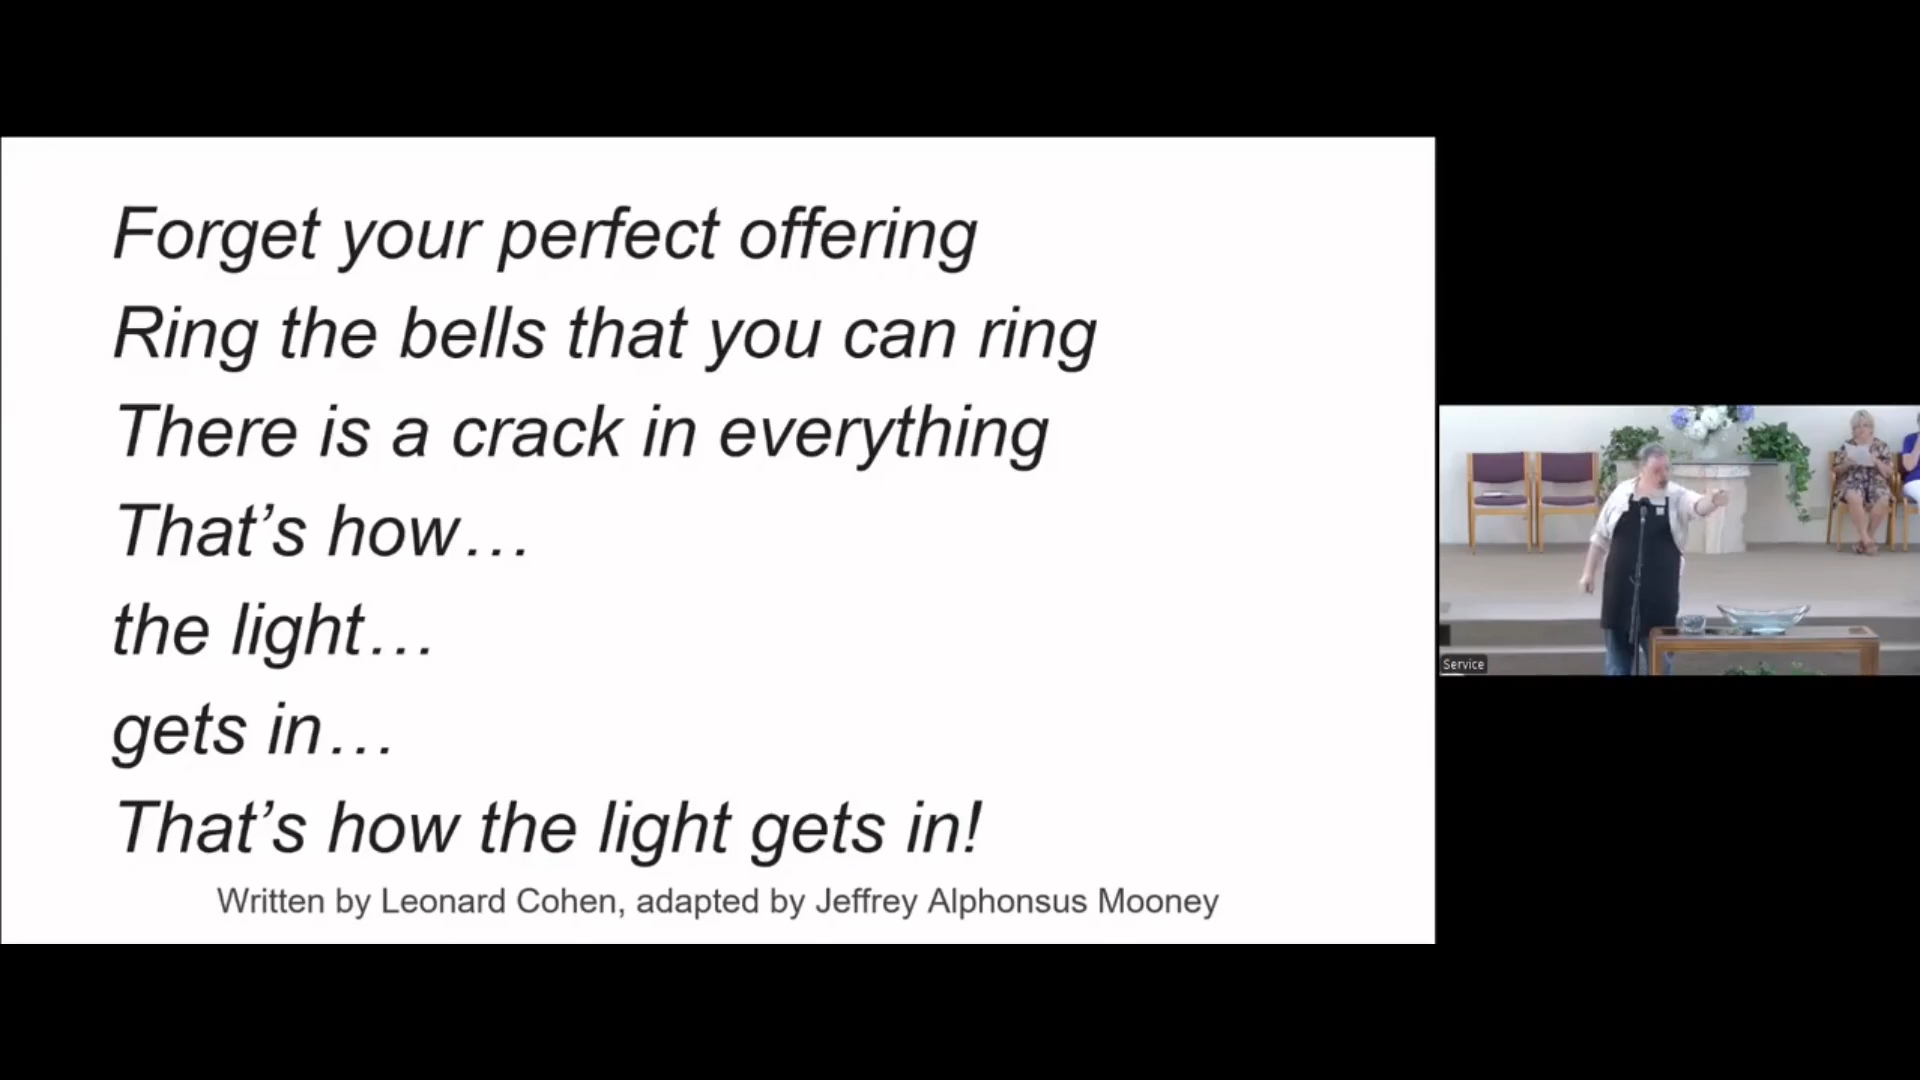 Forget your perfect offering
Ring the bells that you can ring
There is a crack in everything
That’s how…
the light…
gets in…
That’s how the light gets in!
Written by Leonard Cohen, adapted by Jeffrey Alphonsus Mooney
Service